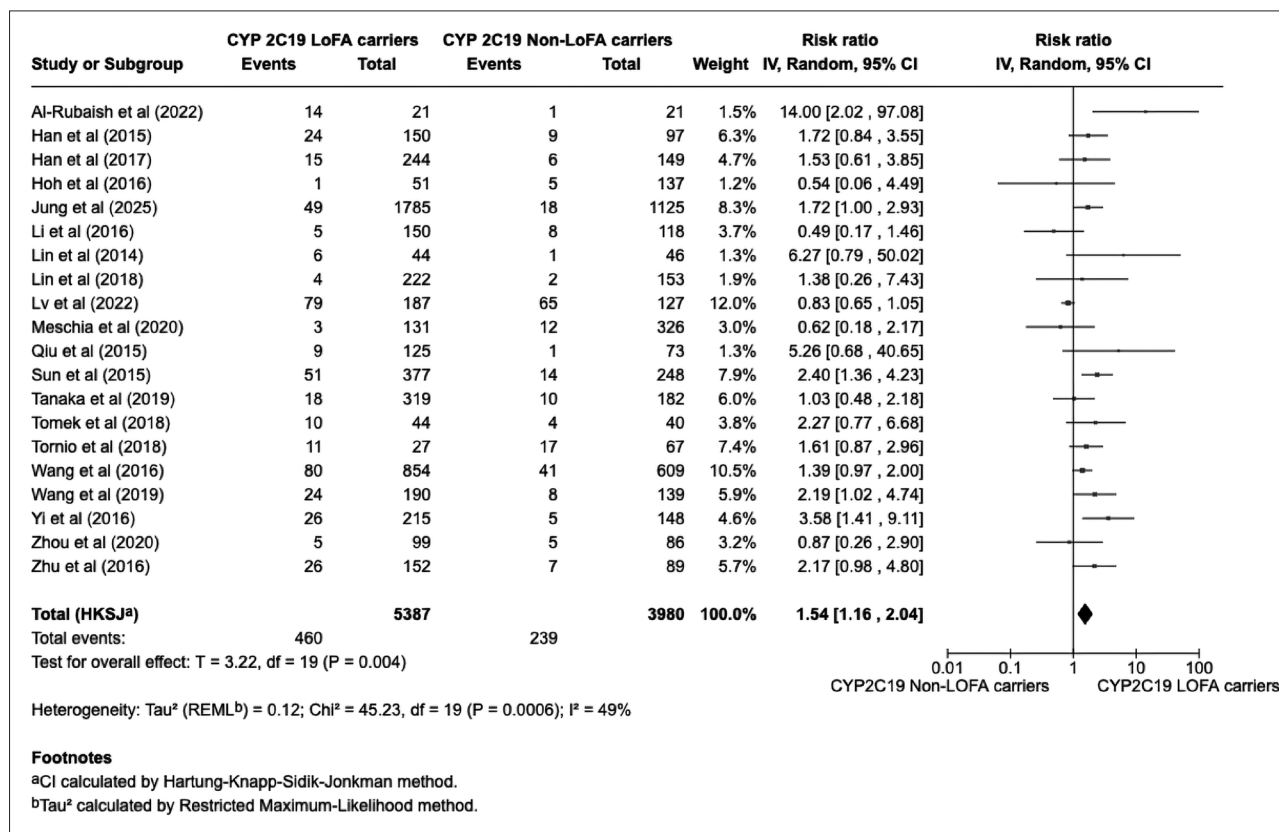 CYP 2C19 LoFA carriers CYP 2C19 Non-LoFA carriers Risk ratio Risk ratio
Study or Subgroup Events Total Events Total Weight IV, Random, 95% CI IV, Random, 95% CI
Al-Rubaish et al (2022) 14 21 1 21 1.5% 14.00 [2.02 , 97.08]
Han et al (2015) 24 150 9 97 6.3% 1.72 [0.84 , 3.55]
Han et al (2017) 15 244 6 149 4.7% 1.53 [0.61 , 3.85]
Hoh et al (2016) 1 51 5 137 1.2% 0.54 [0.06 , 4.49]
Jung et al (2025) 49 1785 18 1125 8.3% 1.72 [1.00 , 2.93]
Li et al (2016) 5 150 8 118 3.7% 0.49 [0.17 , 1.46]
Lin et al (2014) 6 44 1 46 1.3% 6.27 [0.79 , 50.02]
Lin et al (2018) 4 222 2 153 1.9% 1.38 [0.26 , 7.43]
Lv et al (2022) 79 187 65 127 12.0% 0.83 [0.65 , 1.05]
Meschia et al (2020) 3 131 12 326 3.0% 0.62 [0.18 , 2.17]
Qiu et al (2015) 9 125 1 73 1.3% 5.26 [0.68 , 40.65]
Sun et al (2015) 51 377 14 248 7.9% 2.40 [1.36 , 4.23]
Tanaka et al (2019) 18 319 10 182 6.0% 1.03 [0.48 , 2.18]
Tomek et al (2018) 10 44 4 40 3.8% 2.27 [0.77 , 6.68]
Tornio et al (2018) 11 27 17 67 7.4% 1.61 [0.87 , 2.96]
Wang et al (2016) 80 854 41 609 10.5% 1.39 [0.97 , 2.00]
Wang et al (2019) 24 190 8 139 5.9% 2.19 [1.02 , 4.74]
Yi et al (2016) 26 215 5 148 4.6% 3.58 [1.41 , 9.11]
Zhou et al (2020) 5 99 5 86 3.2% 0.87 [0.26 , 2.90]
Zhu et al (2016) 26 152 7 89 5.7% 2.17 [0.98 , 4.80]
Total (HKSJª) 5387 3980 100.0% 1.54 [1.16 , 2.04]
Total events: 460 239
Test for overall effect: T = 3.22, df = 19 (P = 0.004)
0.01 0.1 1 10 100
CYP2C19 Non-LOFA carriers CYP2C19 LOFA carriers
Heterogeneity: Tau² (REMLᵇ) = 0.12; Chi² = 45.23, df = 19 (P = 0.0006); I² = 49%
Footnotes
ªCI calculated by Hartung-Knapp-Sidik-Jonkman method.
ᵇTau² calculated by Restricted Maximum-Likelihood method.